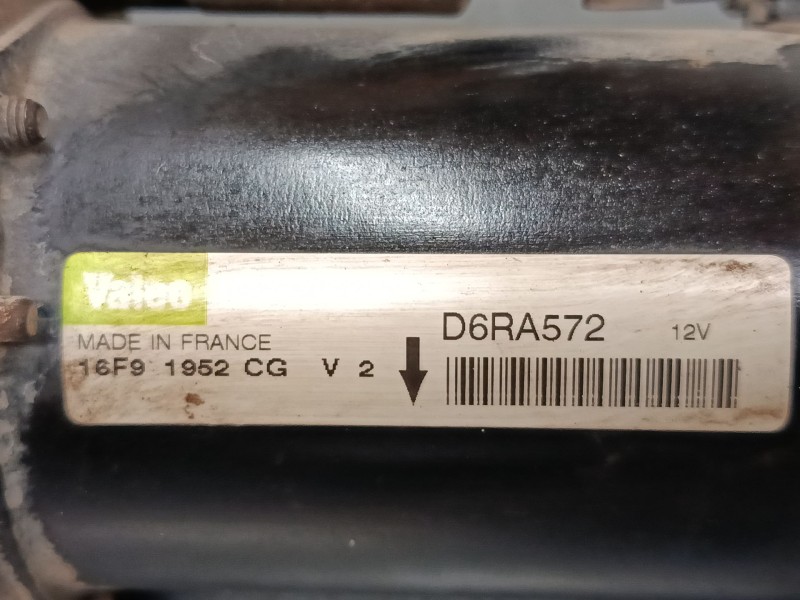 Valeo
D6RA572 12V
MADE IN FRANCE
16F9 1952 CG V 2